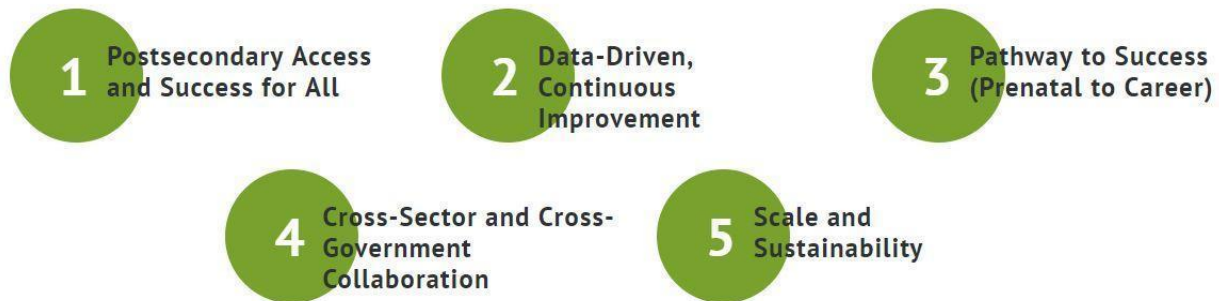 1
Postsecondary Access
and Success for All
2
Data-Driven,
Continuous
Improvement
3
Pathway to Success
(Prenatal to Career)
4
Cross-Sector and Cross-
Government
Collaboration
5
Scale and
Sustainability